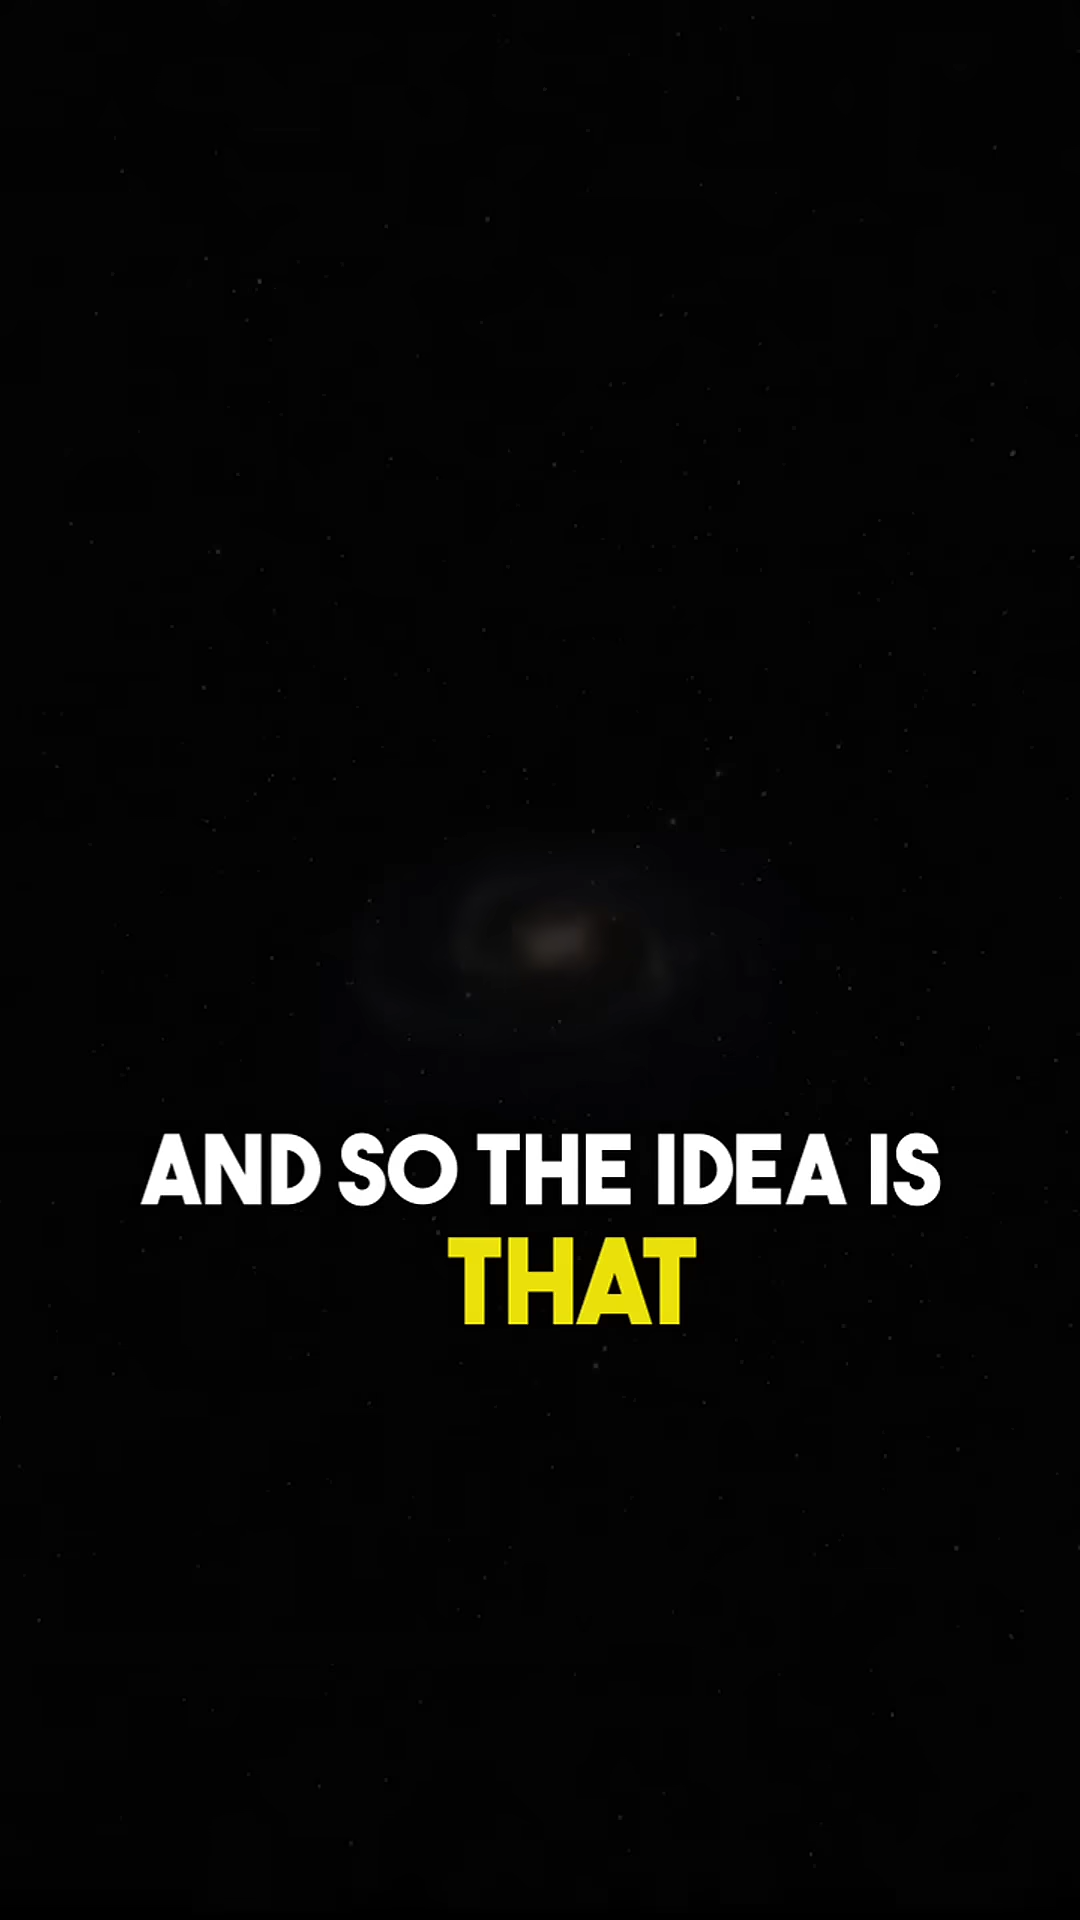 AND SO THE IDEA IS
THAT